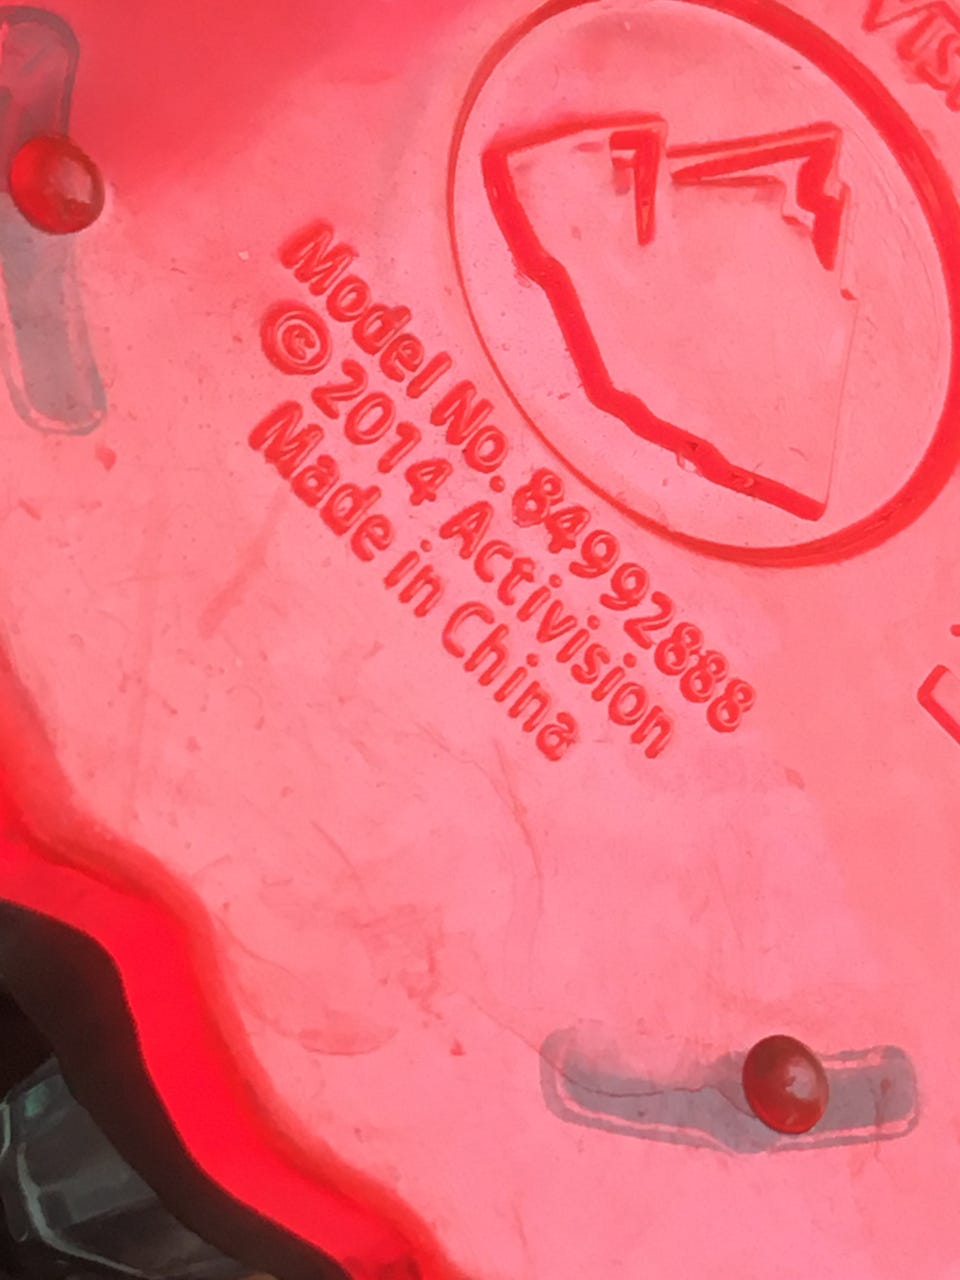 Model No. 84992888
© 2014 Activision
Made in China